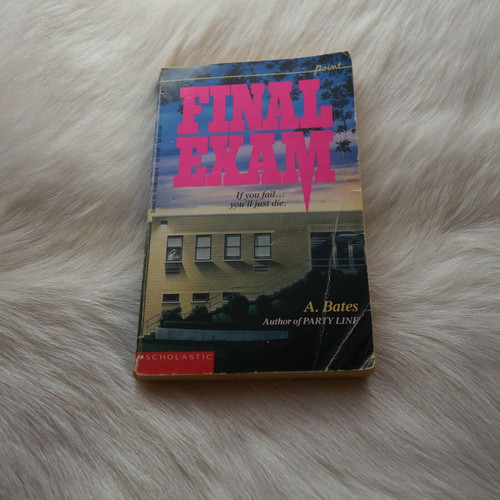 point
FINAL
EXAM
If you fail...
you'll just die.
A. Bates
Author of PARTY LINE
SCHOLASTIC